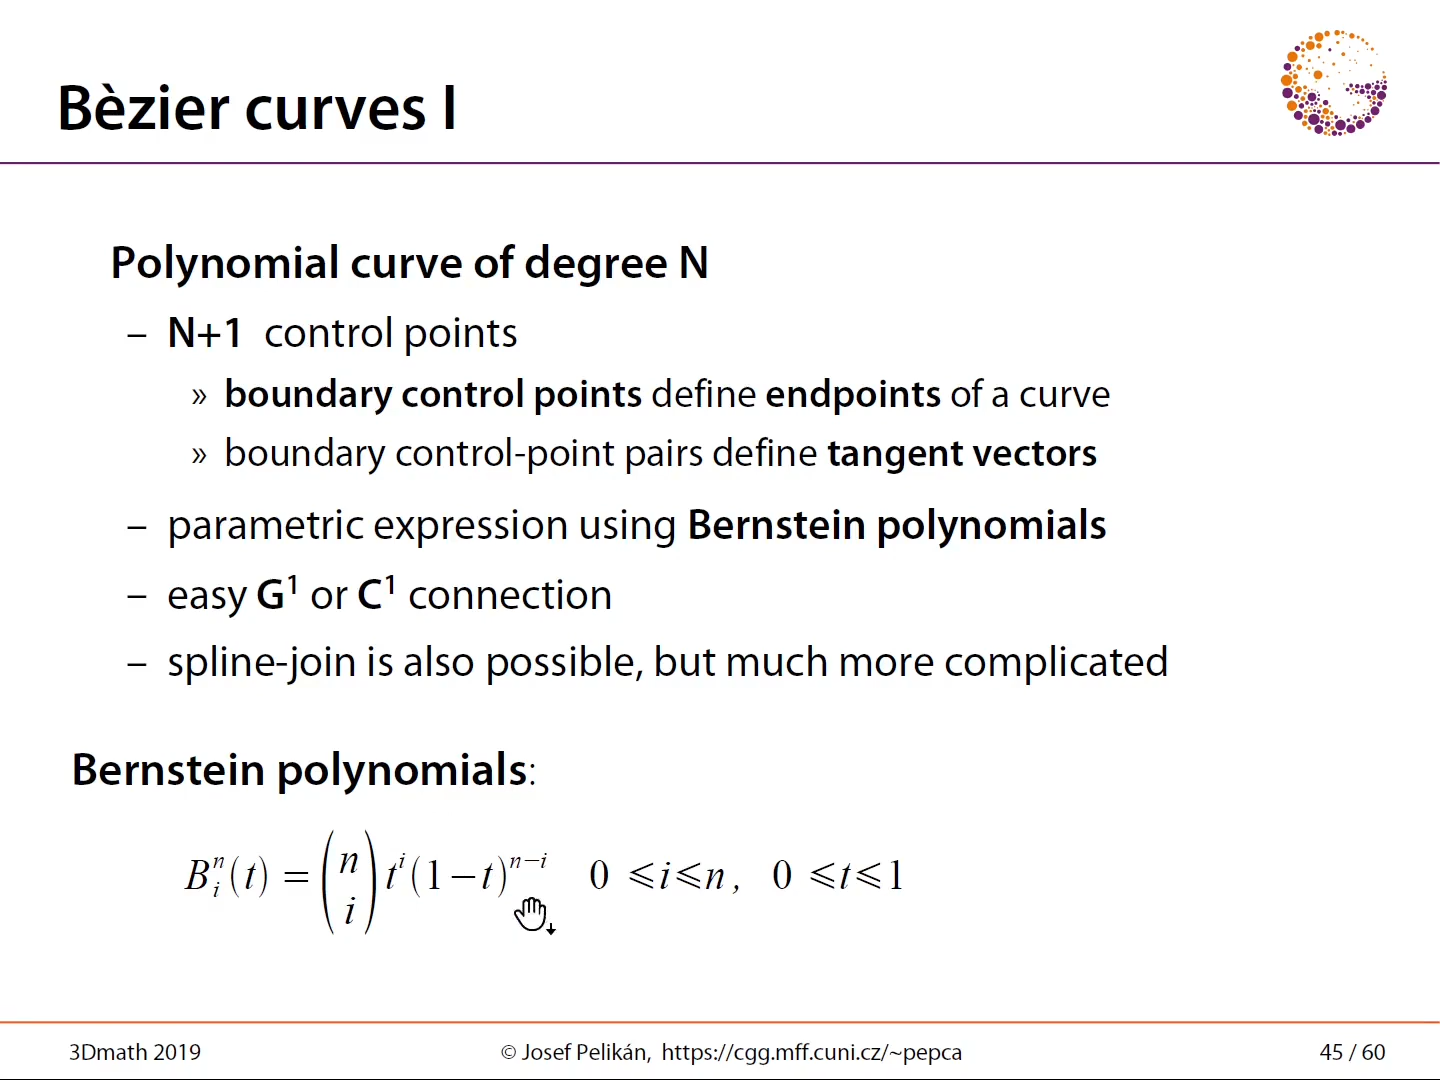 Bèzier curves I
Polynomial curve of degree N
– N+1 control points
» boundary control points define endpoints of a curve
» boundary control-point pairs define tangent vectors
– parametric expression using Bernstein polynomials
– easy G¹ or C¹ connection
– spline-join is also possible, but much more complicated
Bernstein polynomials:
Bᵢⁿ(t) = (n i) tⁱ(1−t)ⁿ⁻ⁱ 0 ⩽ i ⩽ n, 0 ⩽ t ⩽ 1
3Dmath 2019 © Josef Pelikán, https://cgg.mff.cuni.cz/~pepca 45 / 60